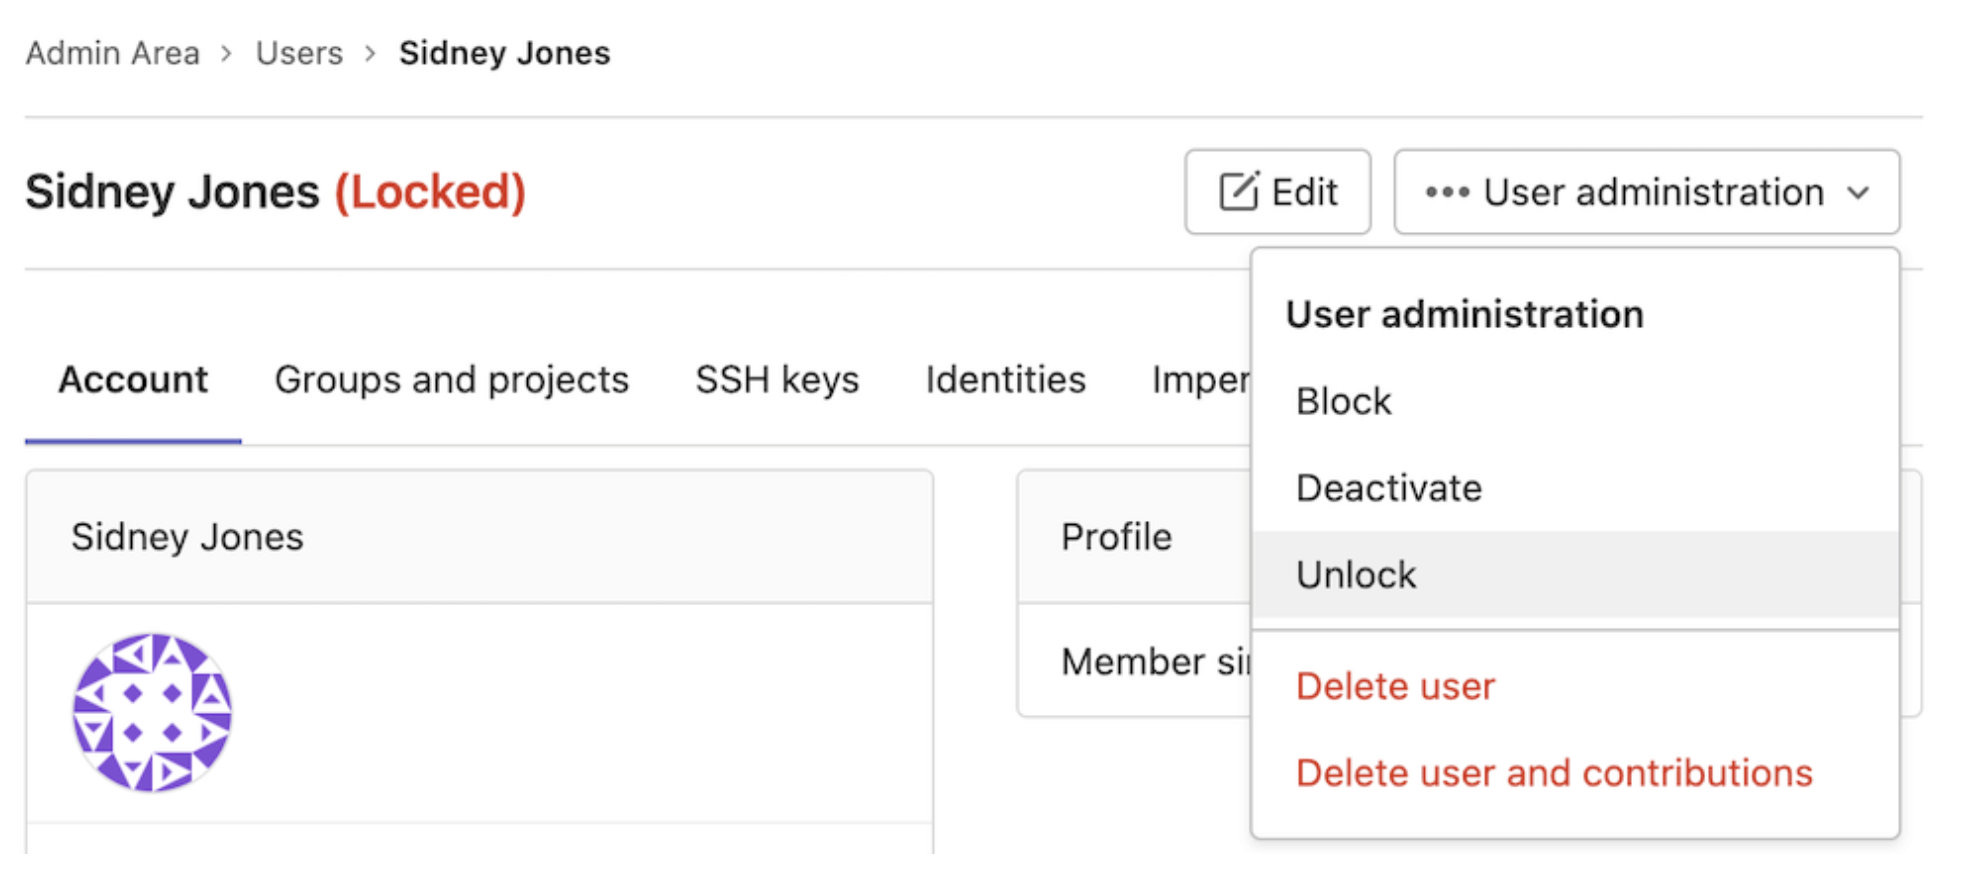 Admin Area > Users > Sidney Jones
Sidney Jones (Locked)
Edit
User administration
User administration
Block
Deactivate
Unlock
Delete user
Delete user and contributions
Account Groups and projects SSH keys Identities Imper
Sidney Jones
Profile
Member